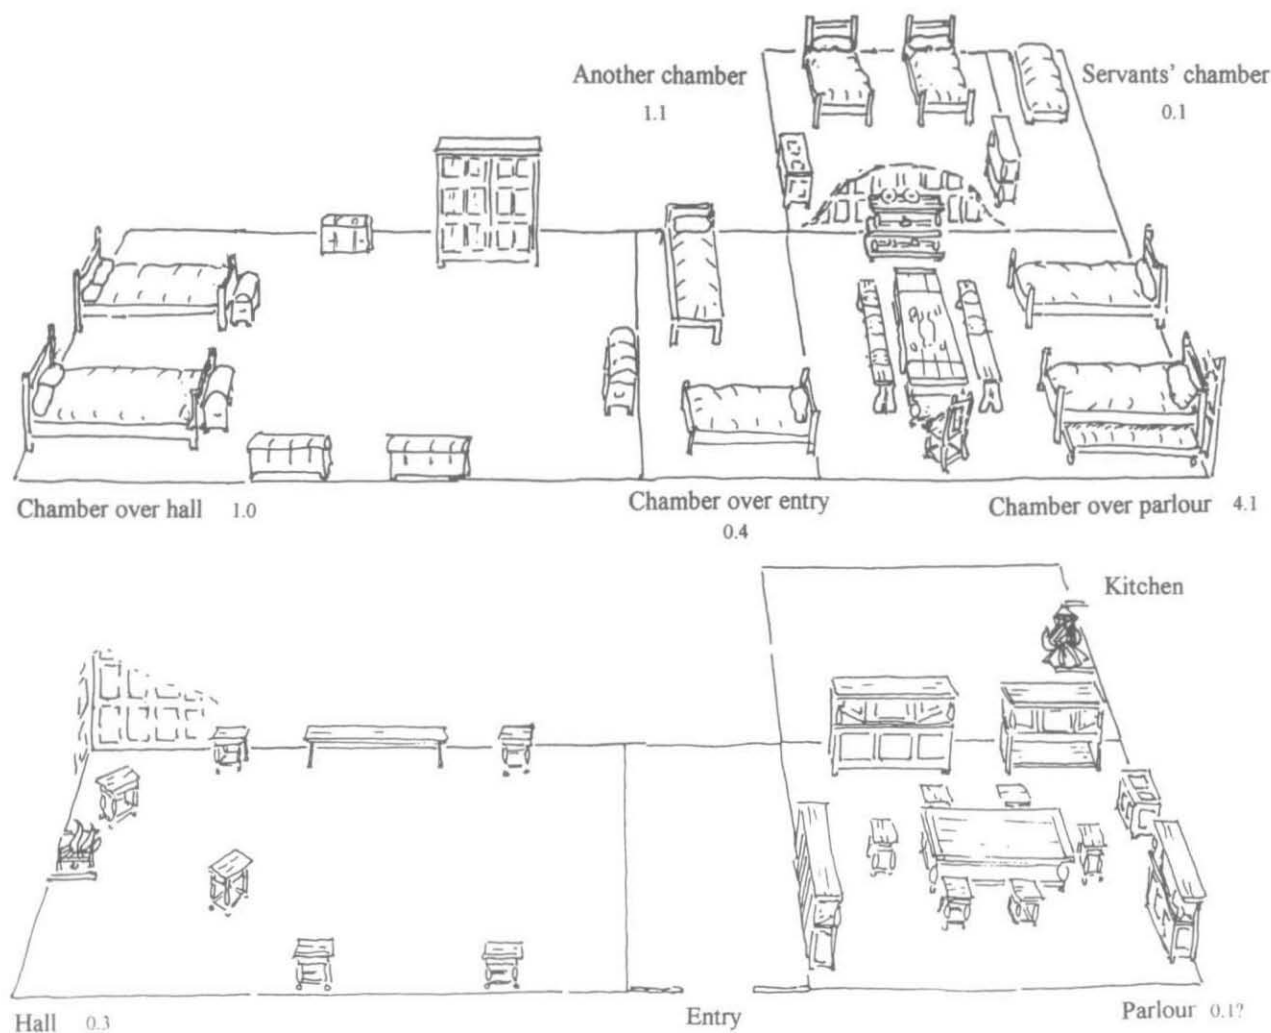 Another chamber
1.1
Servants' chamber
0.1
Chamber over hall 1.0
Chamber over entry
0.4
Chamber over parlour 4.1
Kitchen
Hall 0.3
Entry
Parlour 0.1?